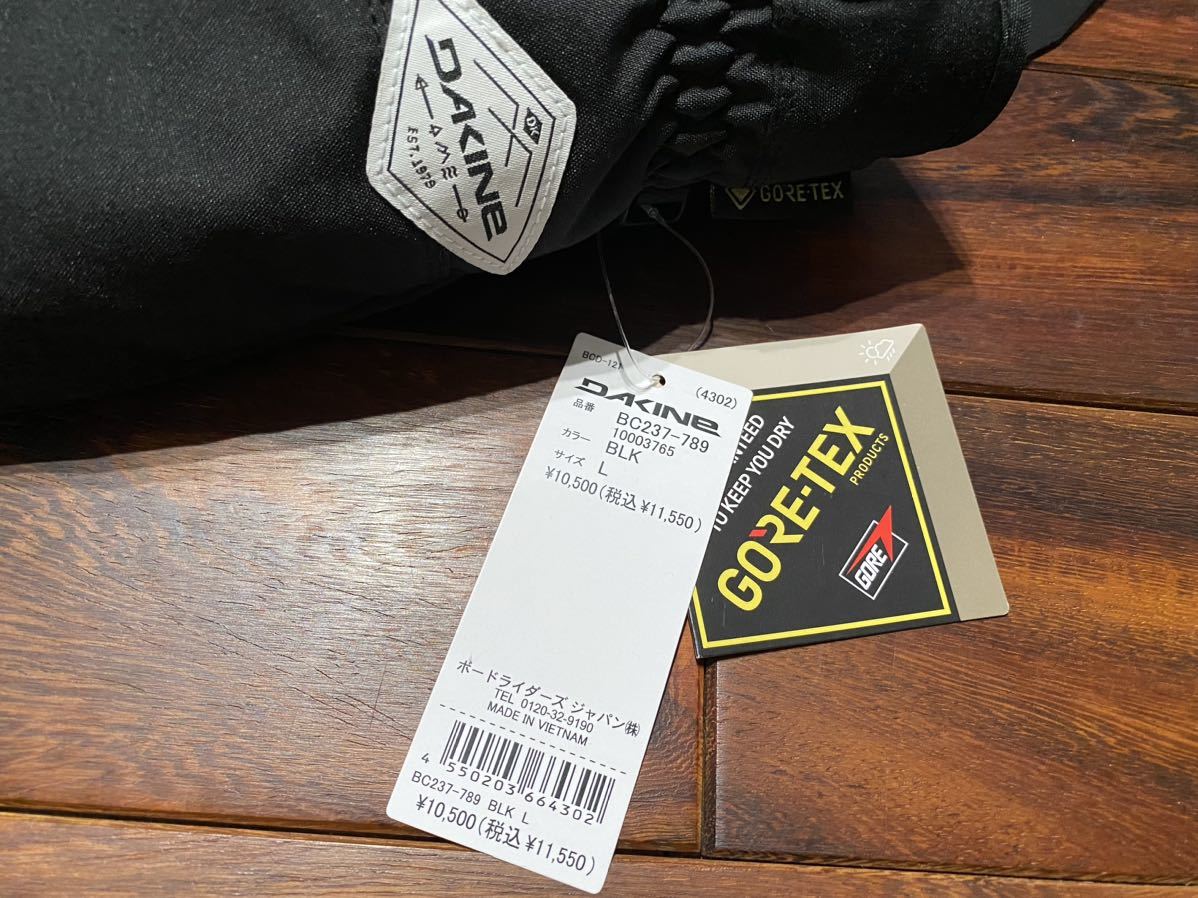 DK
DAKINE
EST.1979
GORE-TEX
BCD-121
(4302)
DAKINE
品番 BC237-789
10003765
カラー BLK
サイズ L
¥10,500(税込¥11,550)
ボードライダーズ ジャパン㈱
TEL 0120-32-9190
MADE IN VIETNAM
4 550203 664302
BC237-789 BLK L
¥10,500(税込¥11,550)
TO KEEP YOU DRY
GORE-TEX
PRODUCTS
GORE